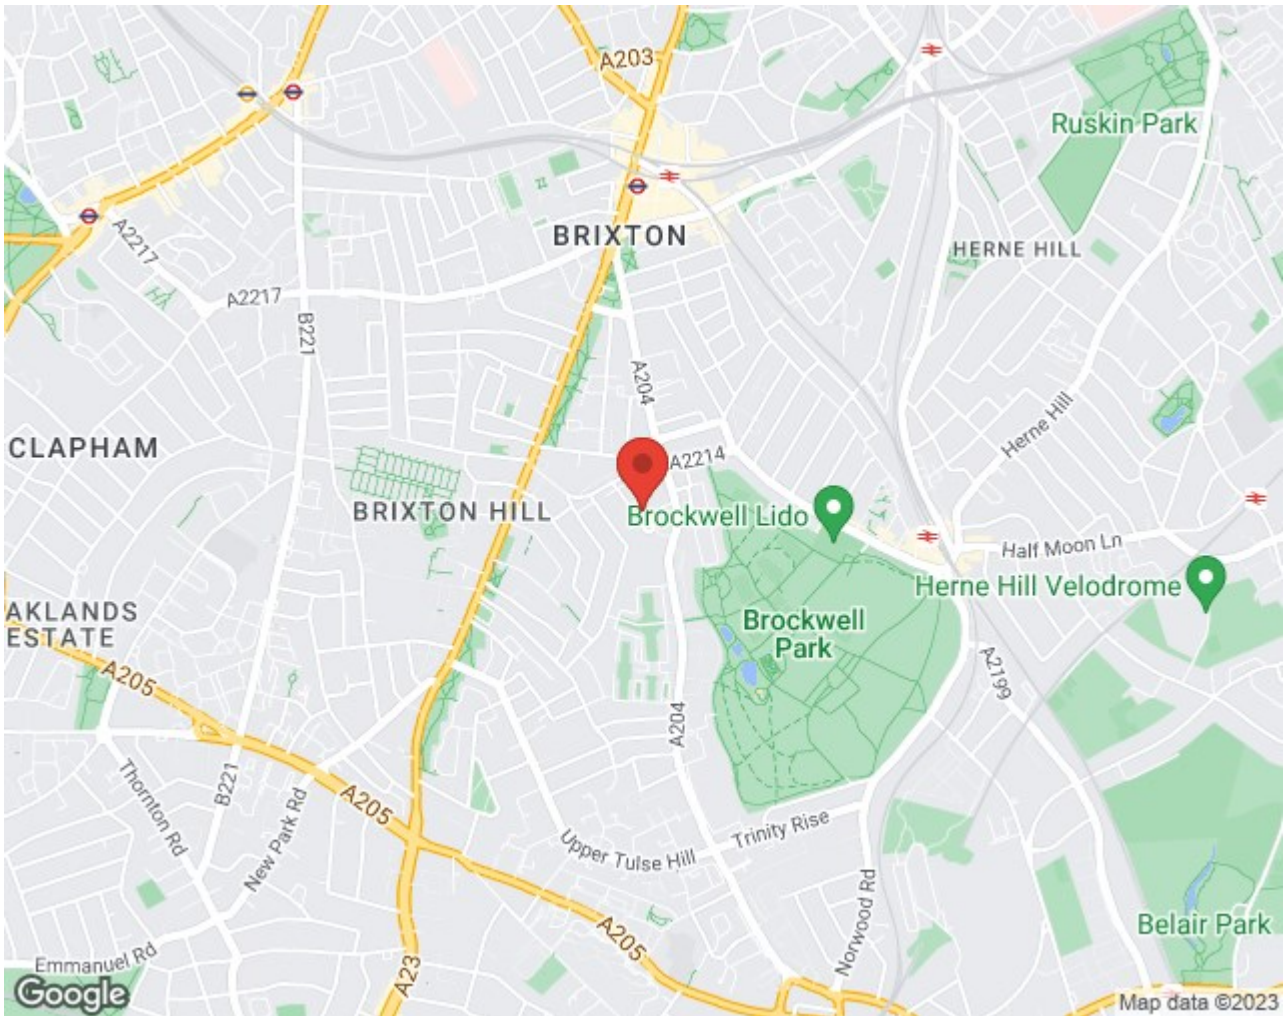 A203
Ruskin Park
BRIXTON
A2217
HERNE HILL
A2217
B221
A204
Herne Hill
CLAPHAM
A2214
BRIXTON HILL
Brockwell Lido
Half Moon Ln
Herne Hill Velodrome
AKLANDS
ESTATE
Brockwell
Park
A205
A2199
A204
Thornton Rd
B221
New Park Rd
A205
Trinity Rise
Upper Tulse Hill
Norwood Rd
A205
Belair Park
Emmanuel Rd
A23
Google
Map data ©2023